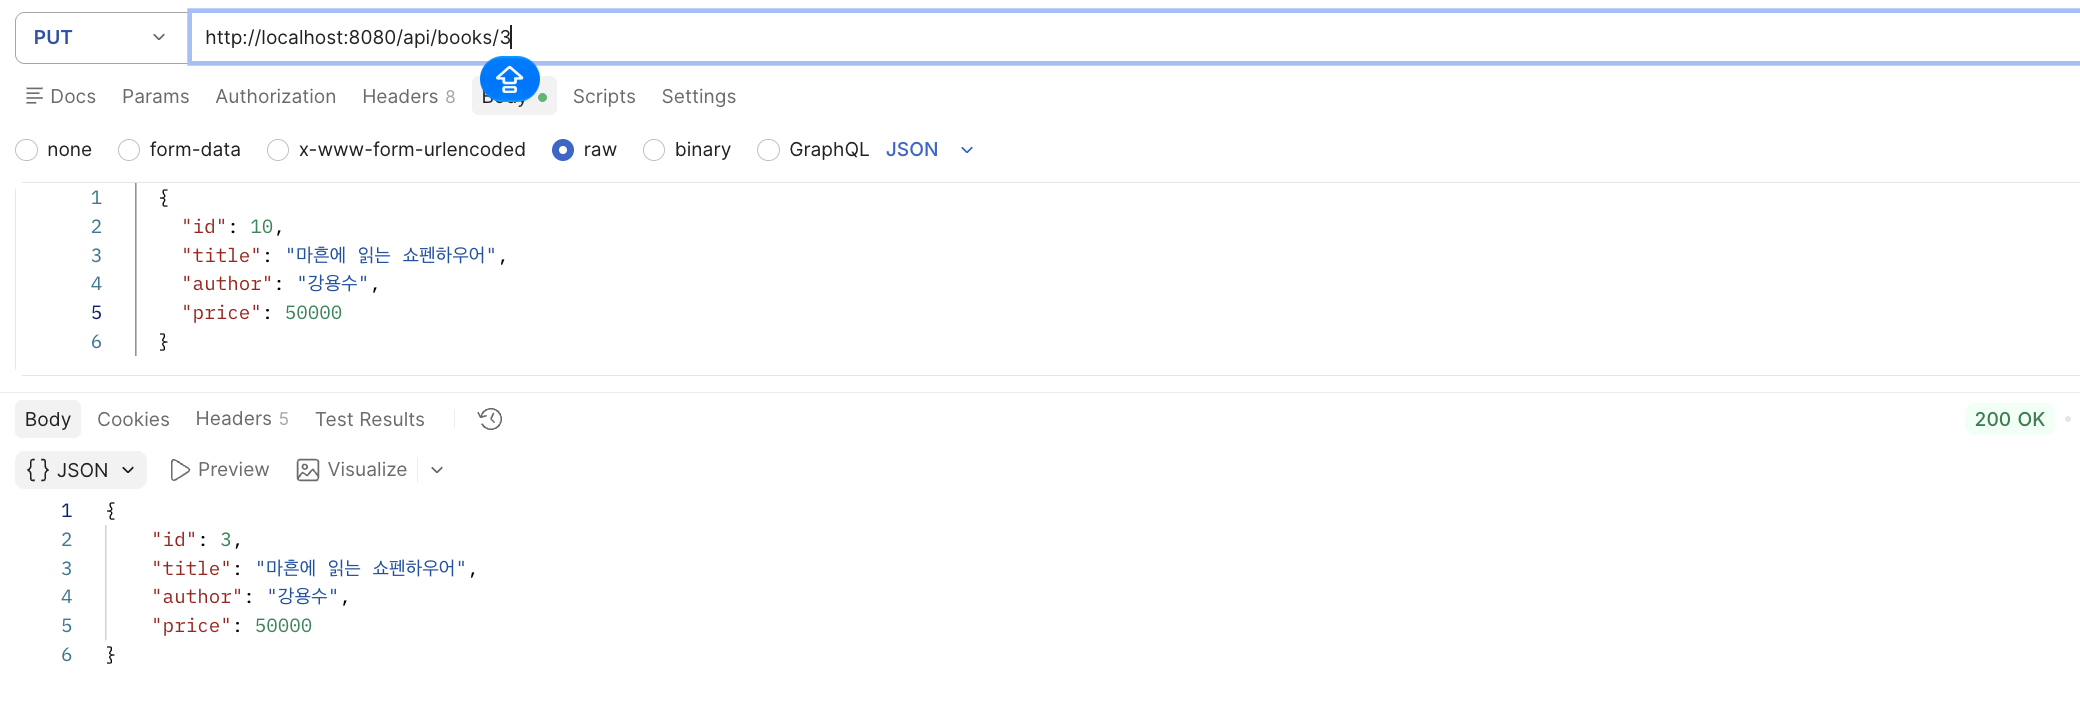 PUT http://localhost:8080/api/books/3
Docs Params Authorization Headers 8 Body Scripts Settings
none form-data x-www-form-urlencoded raw binary GraphQL JSON
1 {
2 "id": 10,
3 "title": "마흔에 읽는 쇼펜하우어",
4 "author": "강용수",
5 "price": 50000
6 }
Body Cookies Headers 5 Test Results 200 OK
{} JSON Preview Visualize
1 {
2 "id": 3,
3 "title": "마흔에 읽는 쇼펜하우어",
4 "author": "강용수",
5 "price": 50000
6 }